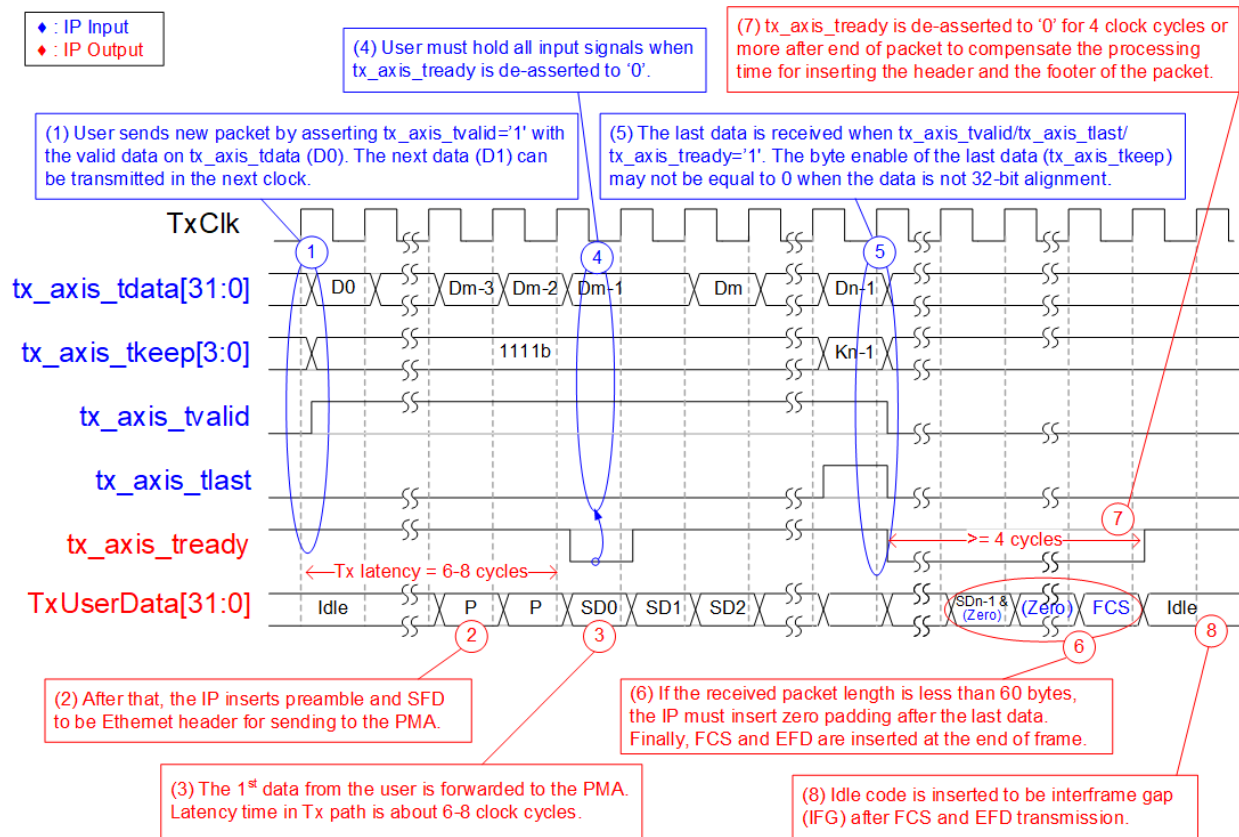 ♦ : IP Input
♦ : IP Output
(4) User must hold all input signals when
tx_axis_tready is de-asserted to ‘0’.
(7) tx_axis_tready is de-asserted to ‘0’ for 4 clock cycles or
more after end of packet to compensate the processing
time for inserting the header and the footer of the packet.
(1) User sends new packet by asserting tx_axis_tvalid=’1’ with
the valid data on tx_axis_tdata (D0). The next data (D1) can
be transmitted in the next clock.
(5) The last data is received when tx_axis_tvalid/tx_axis_tlast/
tx_axis_tready=’1’. The byte enable of the last data (tx_axis_tkeep)
may not be equal to 0 when the data is not 32-bit alignment.
TxClk
1
4
5
tx_axis_tdata[31:0]
D0
Dm-3
Dm-2
Dm-1
Dm
Dn-1
tx_axis_tkeep[3:0]
1111b
Kn-1
tx_axis_tvalid
tx_axis_tlast
7
tx_axis_tready
>= 4 cycles
Tx latency = 6-8 cycles
TxUserData[31:0]
Idle
P
P
SD0
SD1
SD2
SDn-1 &
(Zero)
(Zero)
FCS
Idle
2
3
6
8
(2) After that, the IP inserts preamble and SFD
to be Ethernet header for sending to the PMA.
(6) If the received packet length is less than 60 bytes,
the IP must insert zero padding after the last data.
Finally, FCS and EFD are inserted at the end of frame.
(3) The 1st data from the user is forwarded to the PMA.
Latency time in Tx path is about 6-8 clock cycles.
(8) Idle code is inserted to be interframe gap
(IFG) after FCS and EFD transmission.